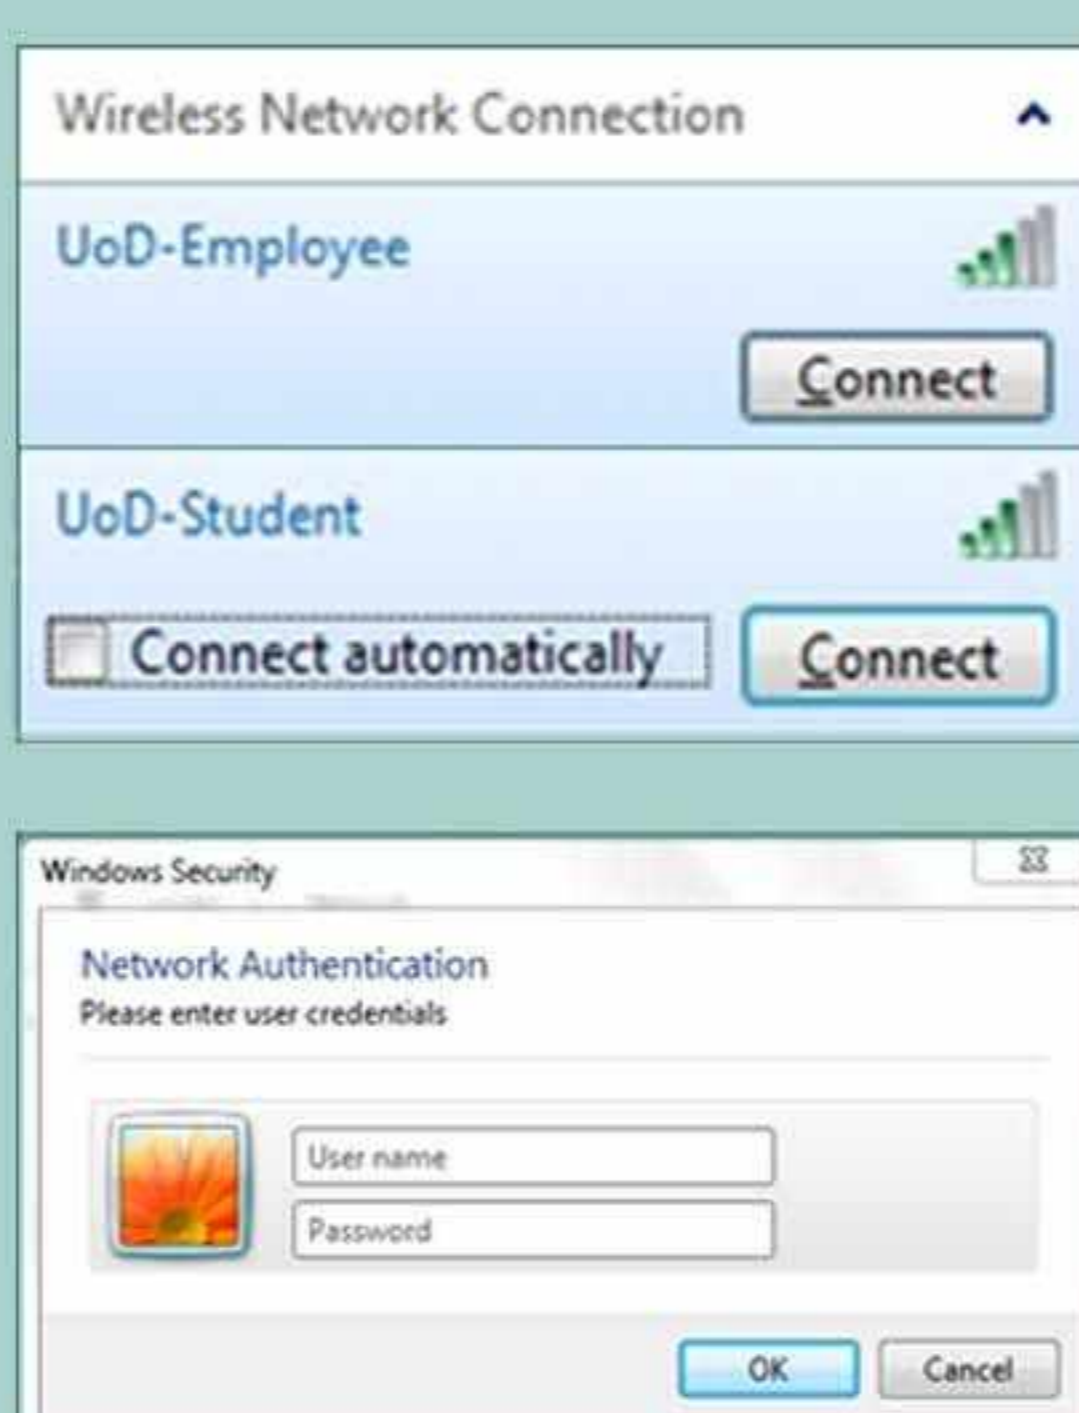 Wireless Network Connection
UoD-Employee
Connect
UoD-Student
Connect automatically Connect
Windows Security
Network Authentication
Please enter user credentials
User name
Password
OK Cancel